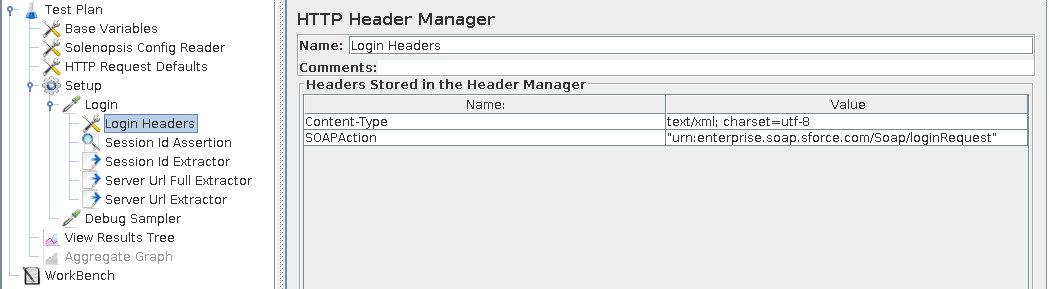 Test Plan
Base Variables
Solenopsis Config Reader
HTTP Request Defaults
Setup
Login
Login Headers
Session Id Assertion
Session Id Extractor
Server Url Full Extractor
Server Url Extractor
Debug Sampler
View Results Tree
Aggregate Graph
WorkBench
HTTP Header Manager
Name: Login Headers
Comments:
Headers Stored in the Header Manager
Name: Value
Content-Type text/xml; charset=utf-8
SOAPAction "urn:enterprise.soap.sforce.com/Soap/loginRequest"